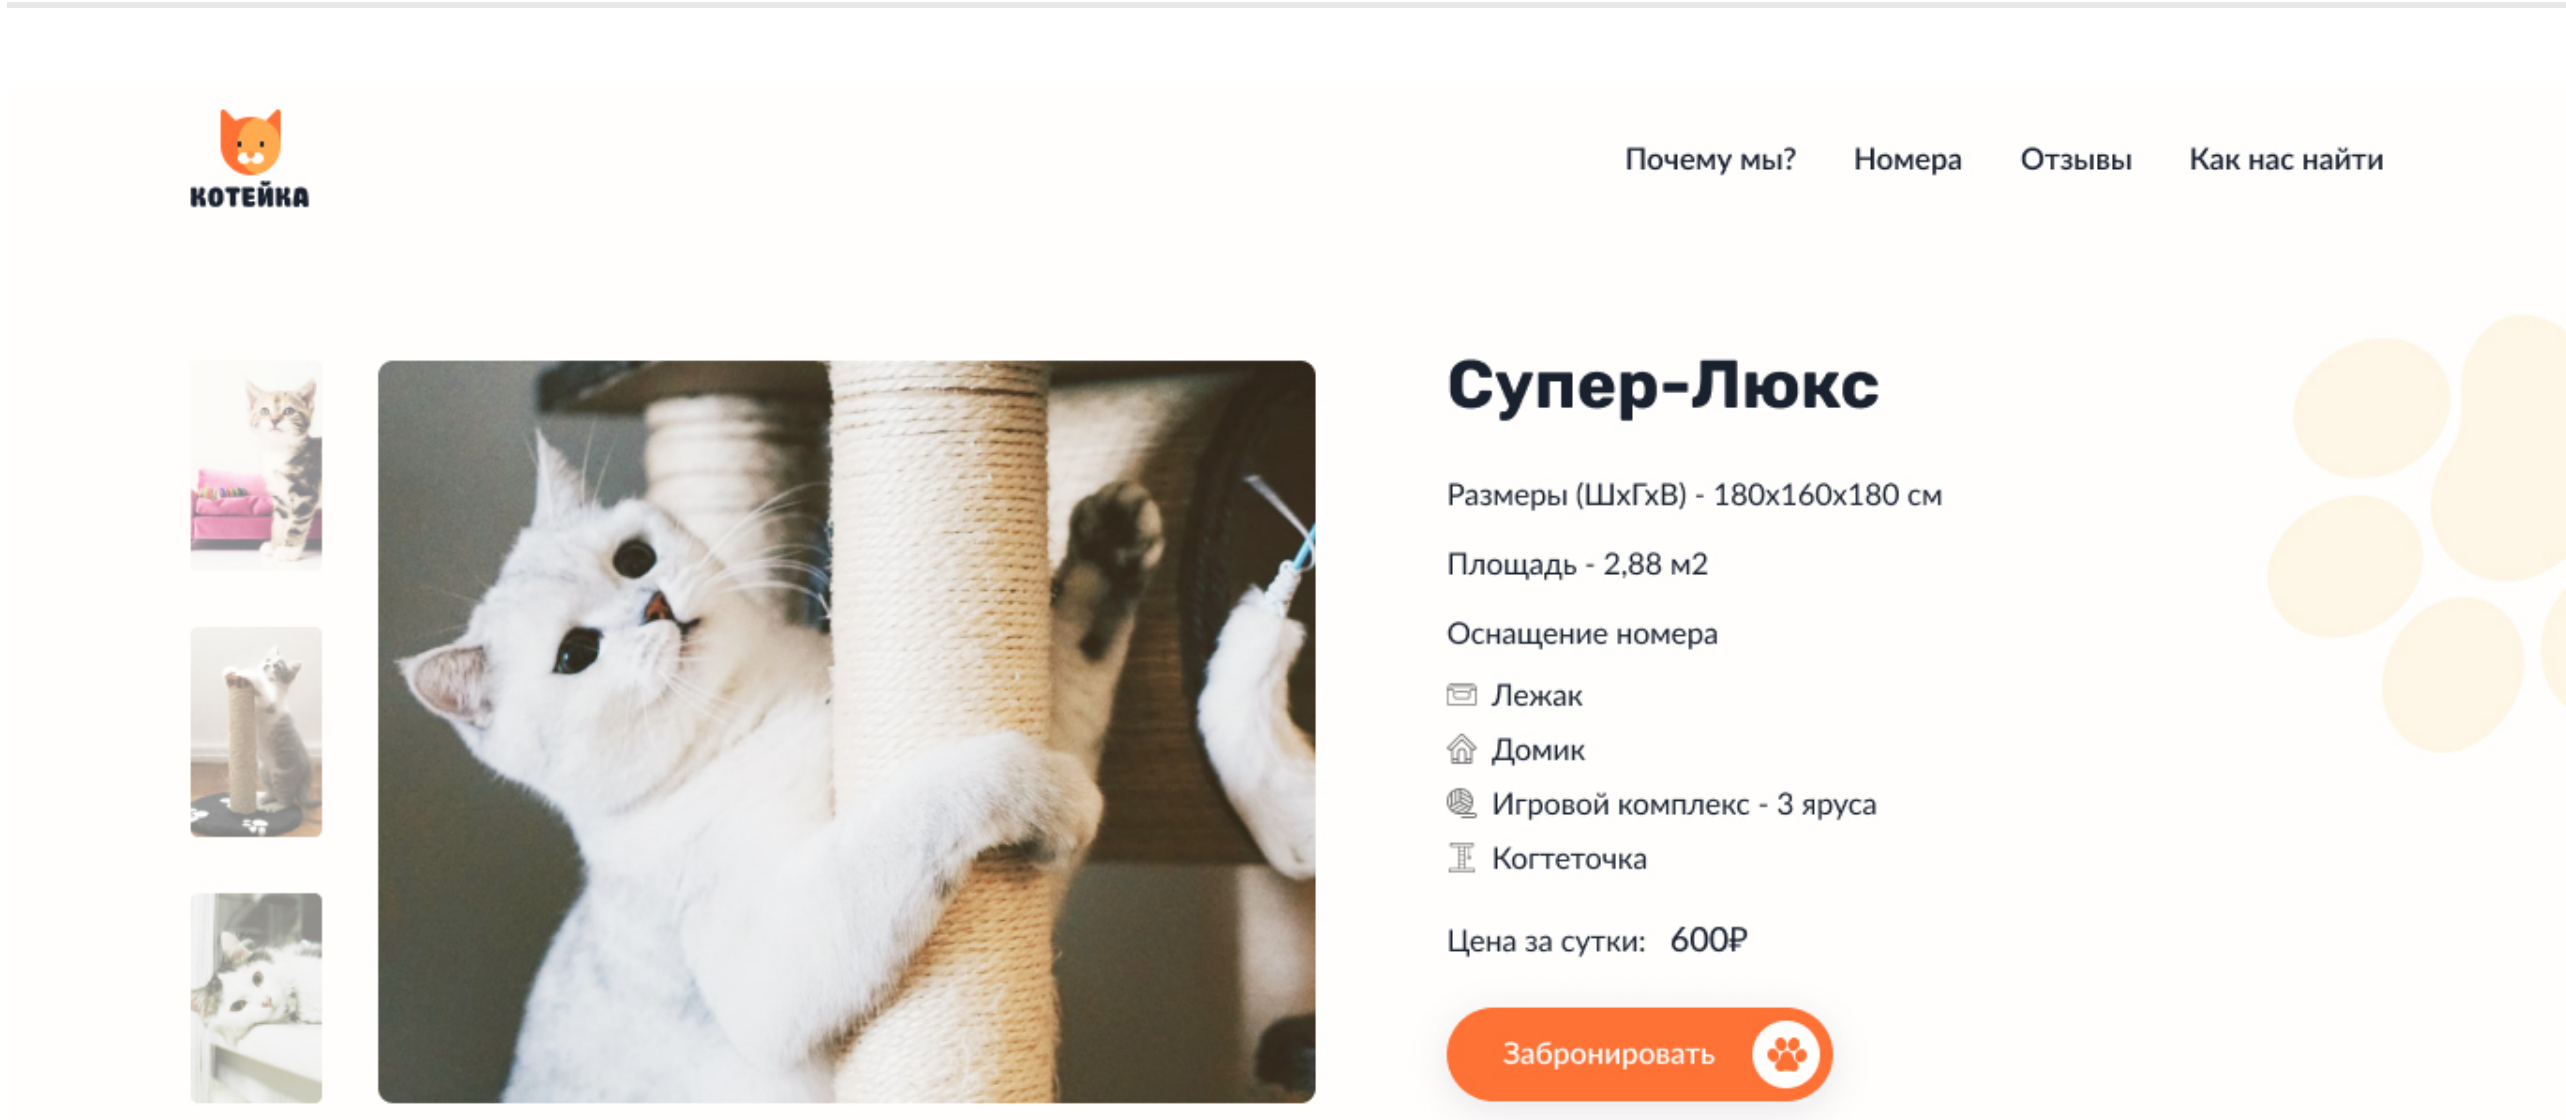 КОТЕЙКА
Почему мы? Номера Отзывы Как нас найти
Супер-Люкс
Размеры (ШхГхВ) - 180х160х180 см
Площадь - 2,88 м2
Оснащение номера
Лежак
Домик
Игровой комплекс - 3 яруса
Когтеточка
Цена за сутки: 600₽
Забронировать